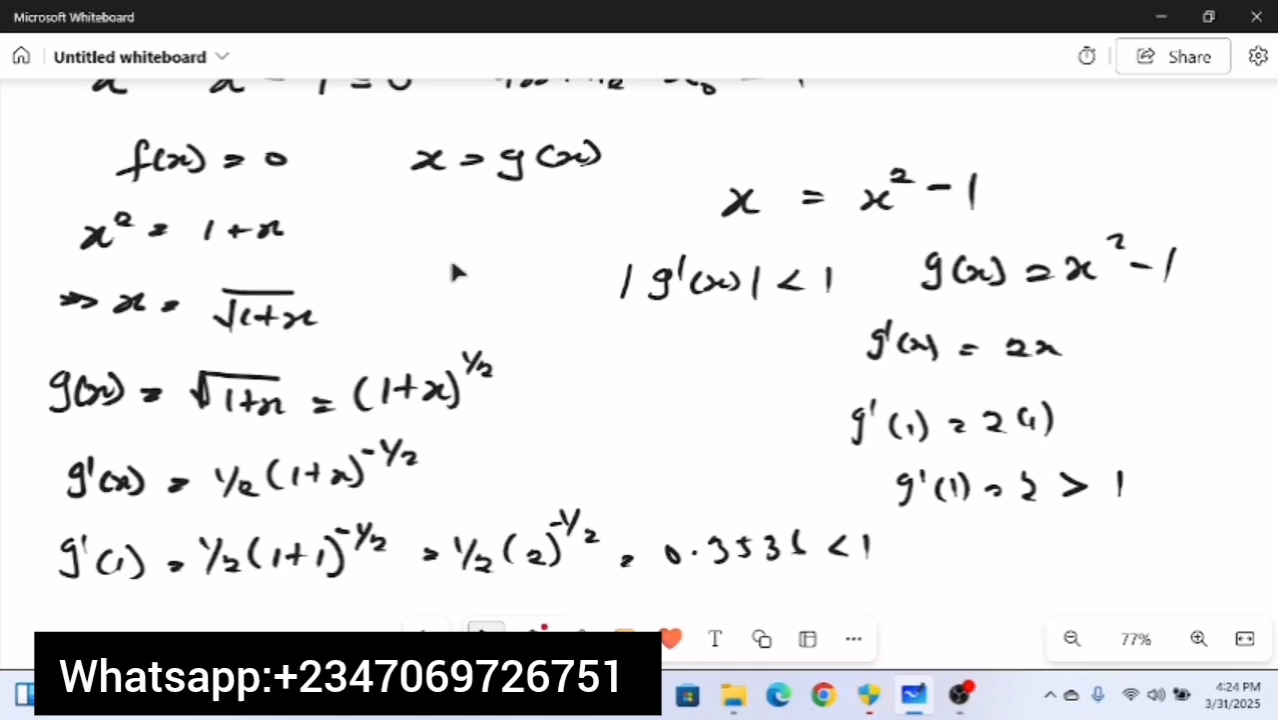 Microsoft Whiteboard
Untitled whiteboard
Share
f(x) = 0
x = g(x)
x² = 1+x
⇒ x = √1+x
g(x) = √1+x = (1+x)^1/2
g'(x) = 1/2(1+x)^-1/2
g'(1) = 1/2(1+1)^-1/2 = 1/2(2)^-1/2 = 0.3536 < 1
x = x² - 1
|g'(x)| < 1
g(x) = x² - 1
g'(x) = 2x
g'(1) = 2(1)
g'(1) = 2 > 1
77%
Whatsapp:+2347069726751
4:24 PM
3/31/2025